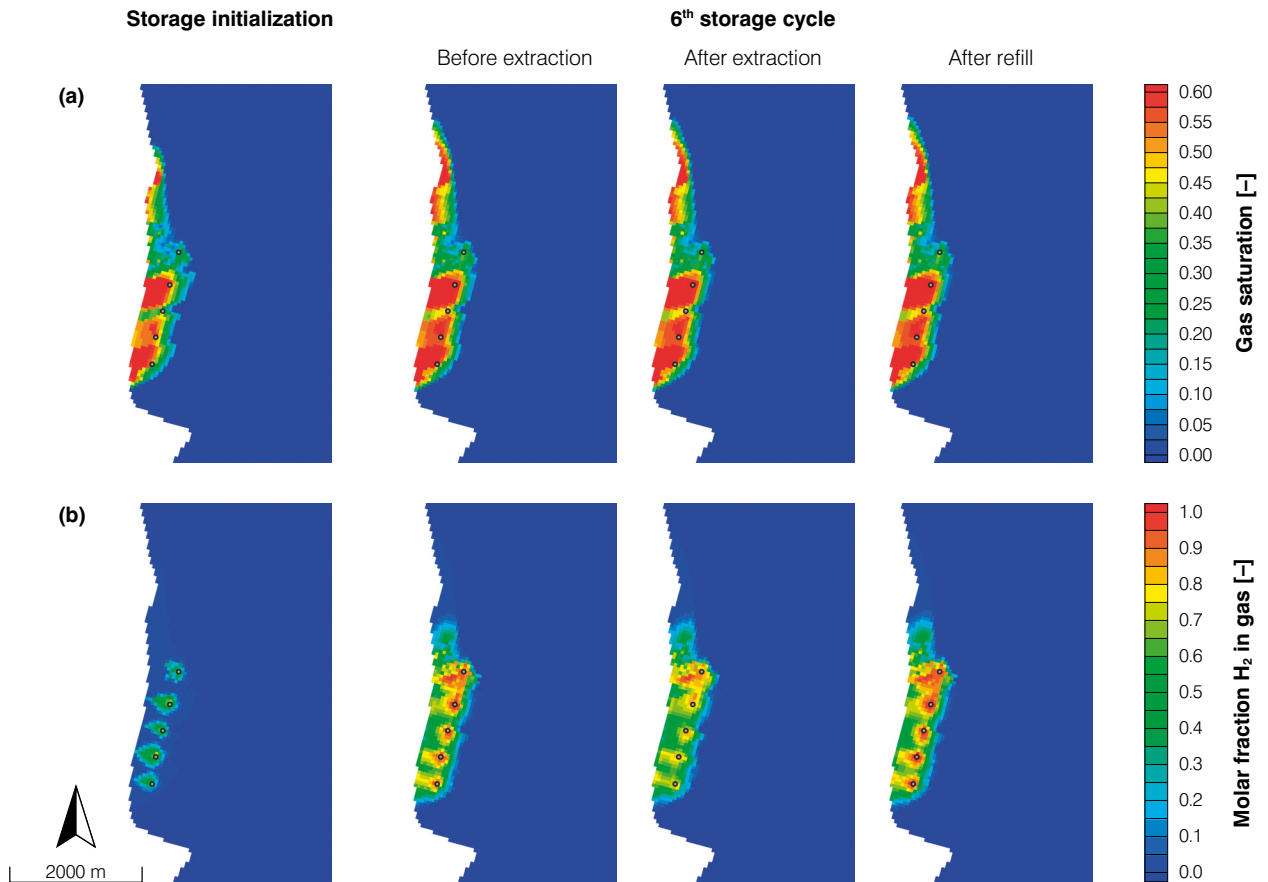 Storage initialization
6th storage cycle
Before extraction
After extraction
After refill
(a)
0.60
0.55
0.50
0.45
0.40
0.35
0.30
0.25
0.20
0.15
0.10
0.05
0.00
Gas saturation [–]
(b)
1.0
0.9
0.8
0.7
0.6
0.5
0.4
0.3
0.2
0.1
0.0
Molar fraction H₂ in gas [–]
2000 m